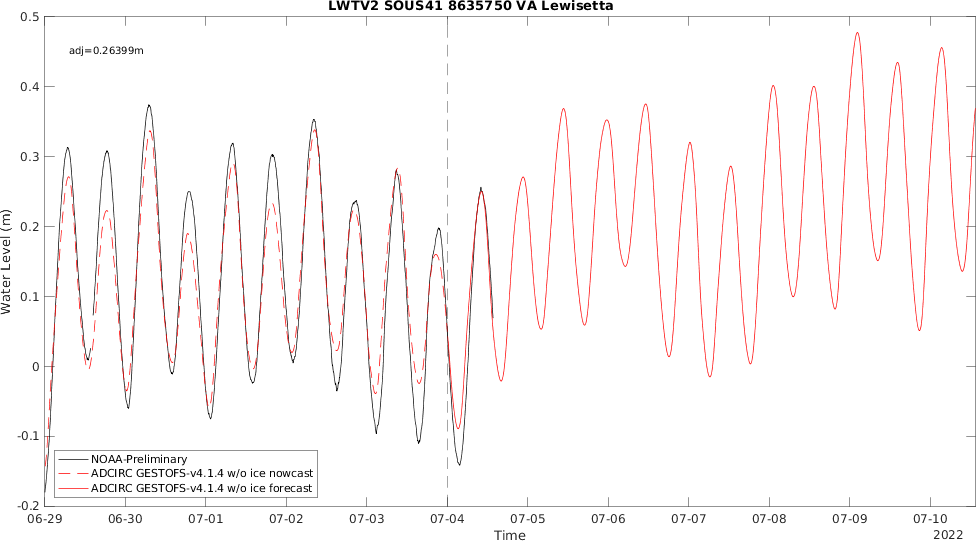 LWTV2 SOUS41 8635750 VA Lewisetta
adj=0.26399m
0.5
0.4
0.3
0.2
0.1
0
-0.1
-0.2
Water Level (m)
NOAA-Preliminary
ADCIRC GESTOFS-v4.1.4 w/o ice nowcast
ADCIRC GESTOFS-v4.1.4 w/o ice forecast
06-29 06-30 07-01 07-02 07-03 07-04 07-05 07-06 07-07 07-08 07-09 07-10
Time
2022